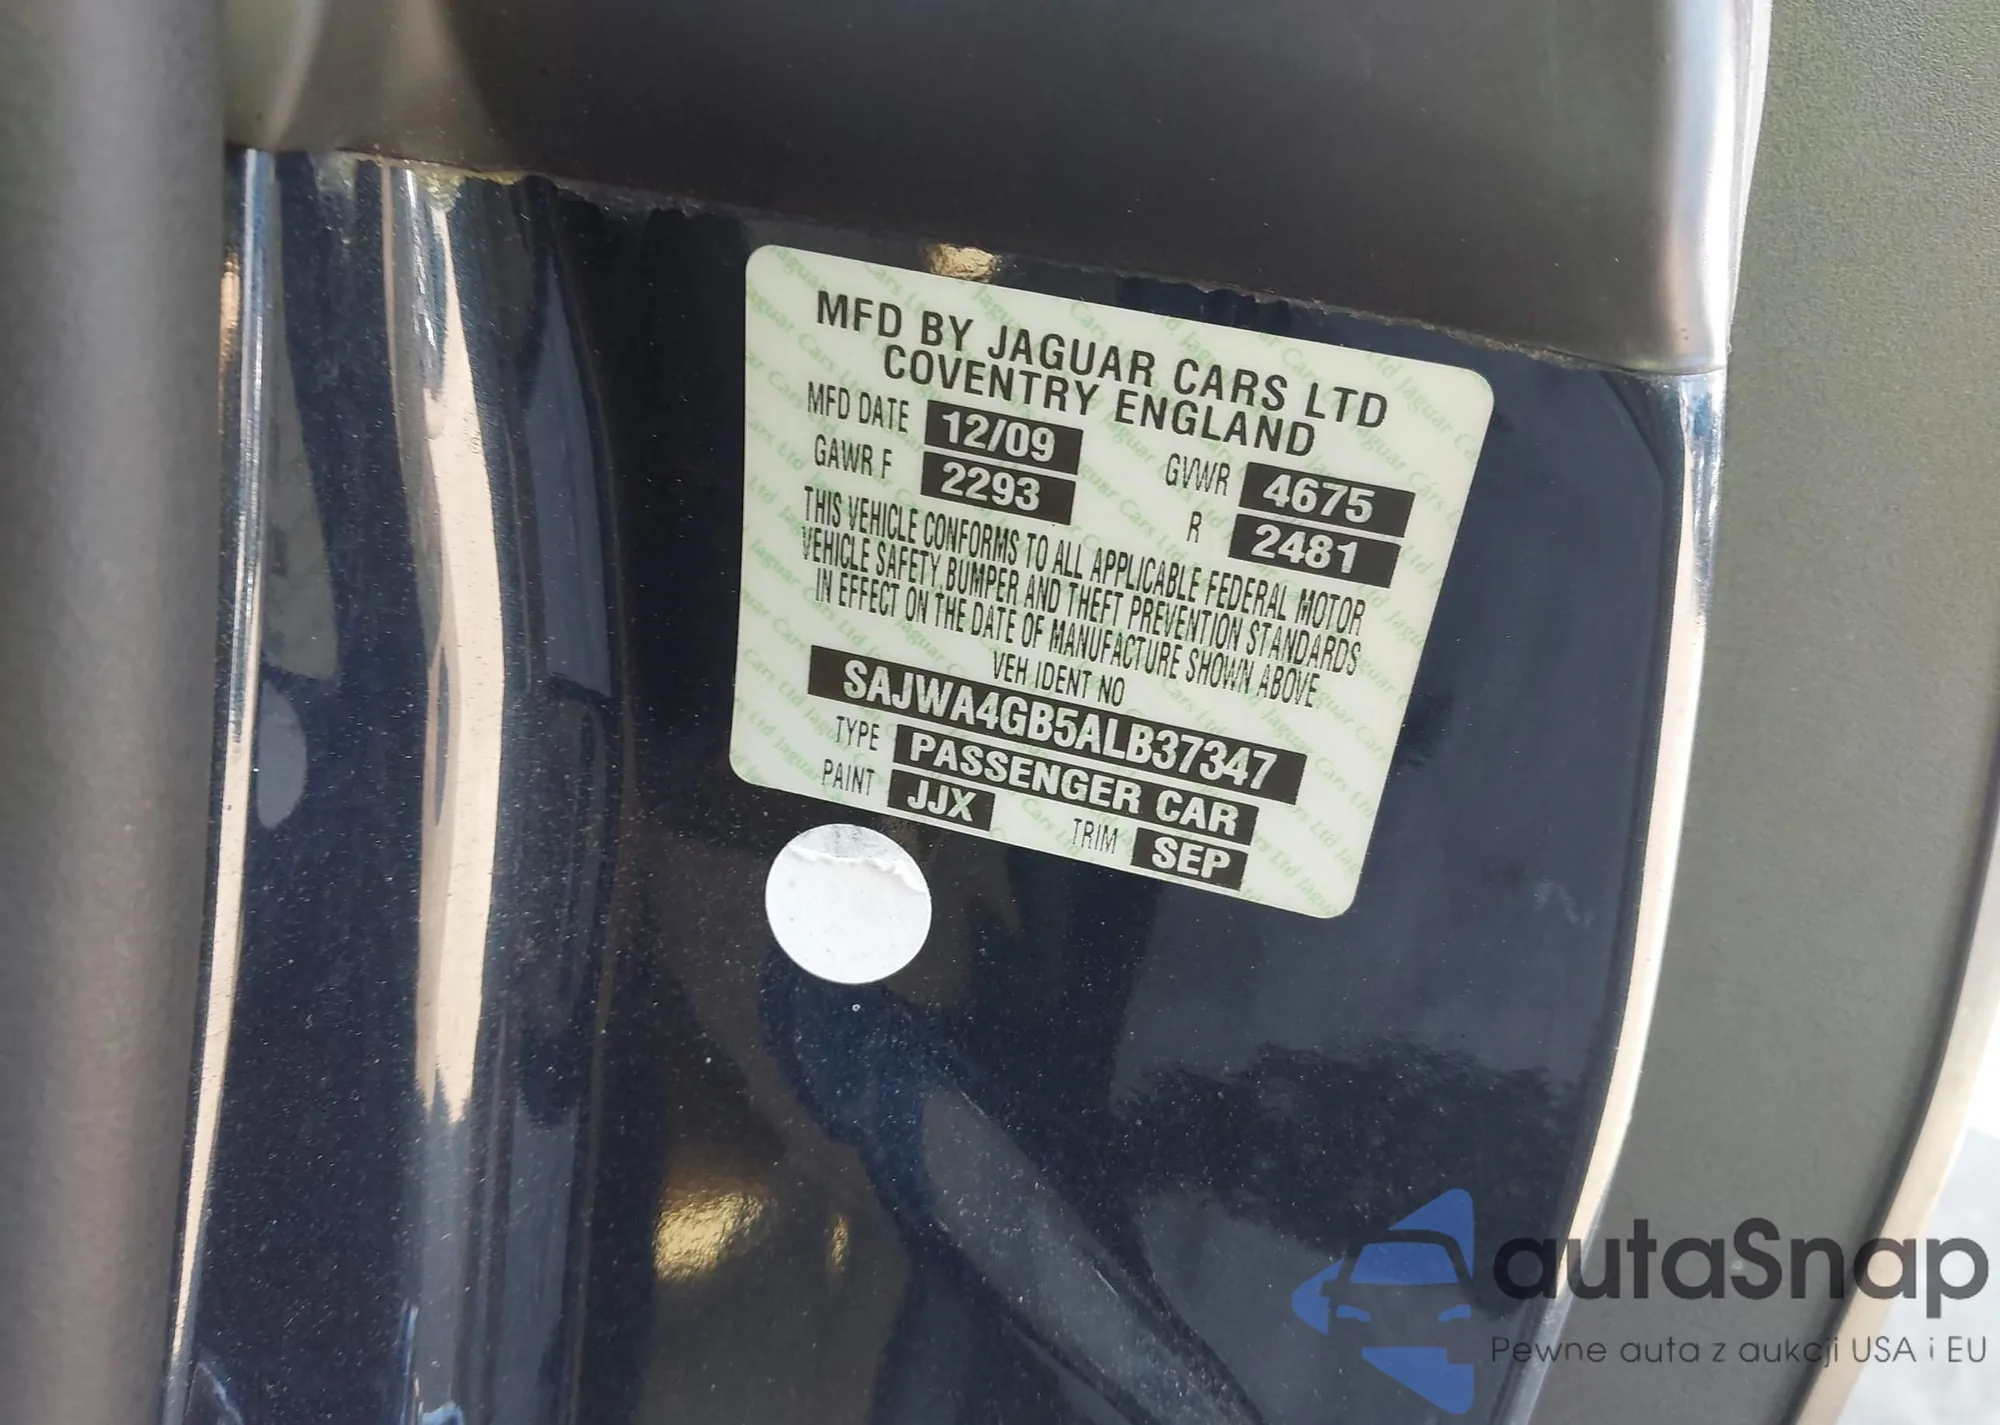 MFD BY JAGUAR CARS LTD
COVENTRY ENGLAND
MFD DATE 12/09 GVWR 4675
GAWR F 2293 R 2481
THIS VEHICLE CONFORMS TO ALL APPLICABLE FEDERAL MOTOR
VEHICLE SAFETY, BUMPER AND THEFT PREVENTION STANDARDS
IN EFFECT ON THE DATE OF MANUFACTURE SHOWN ABOVE.
VEH IDENT NO
SAJWA4GB5ALB37347
TYPE PASSENGER CAR
PAINT JJX TRIM SEP
autaSnap
Pewne auta z aukcji USA i EU